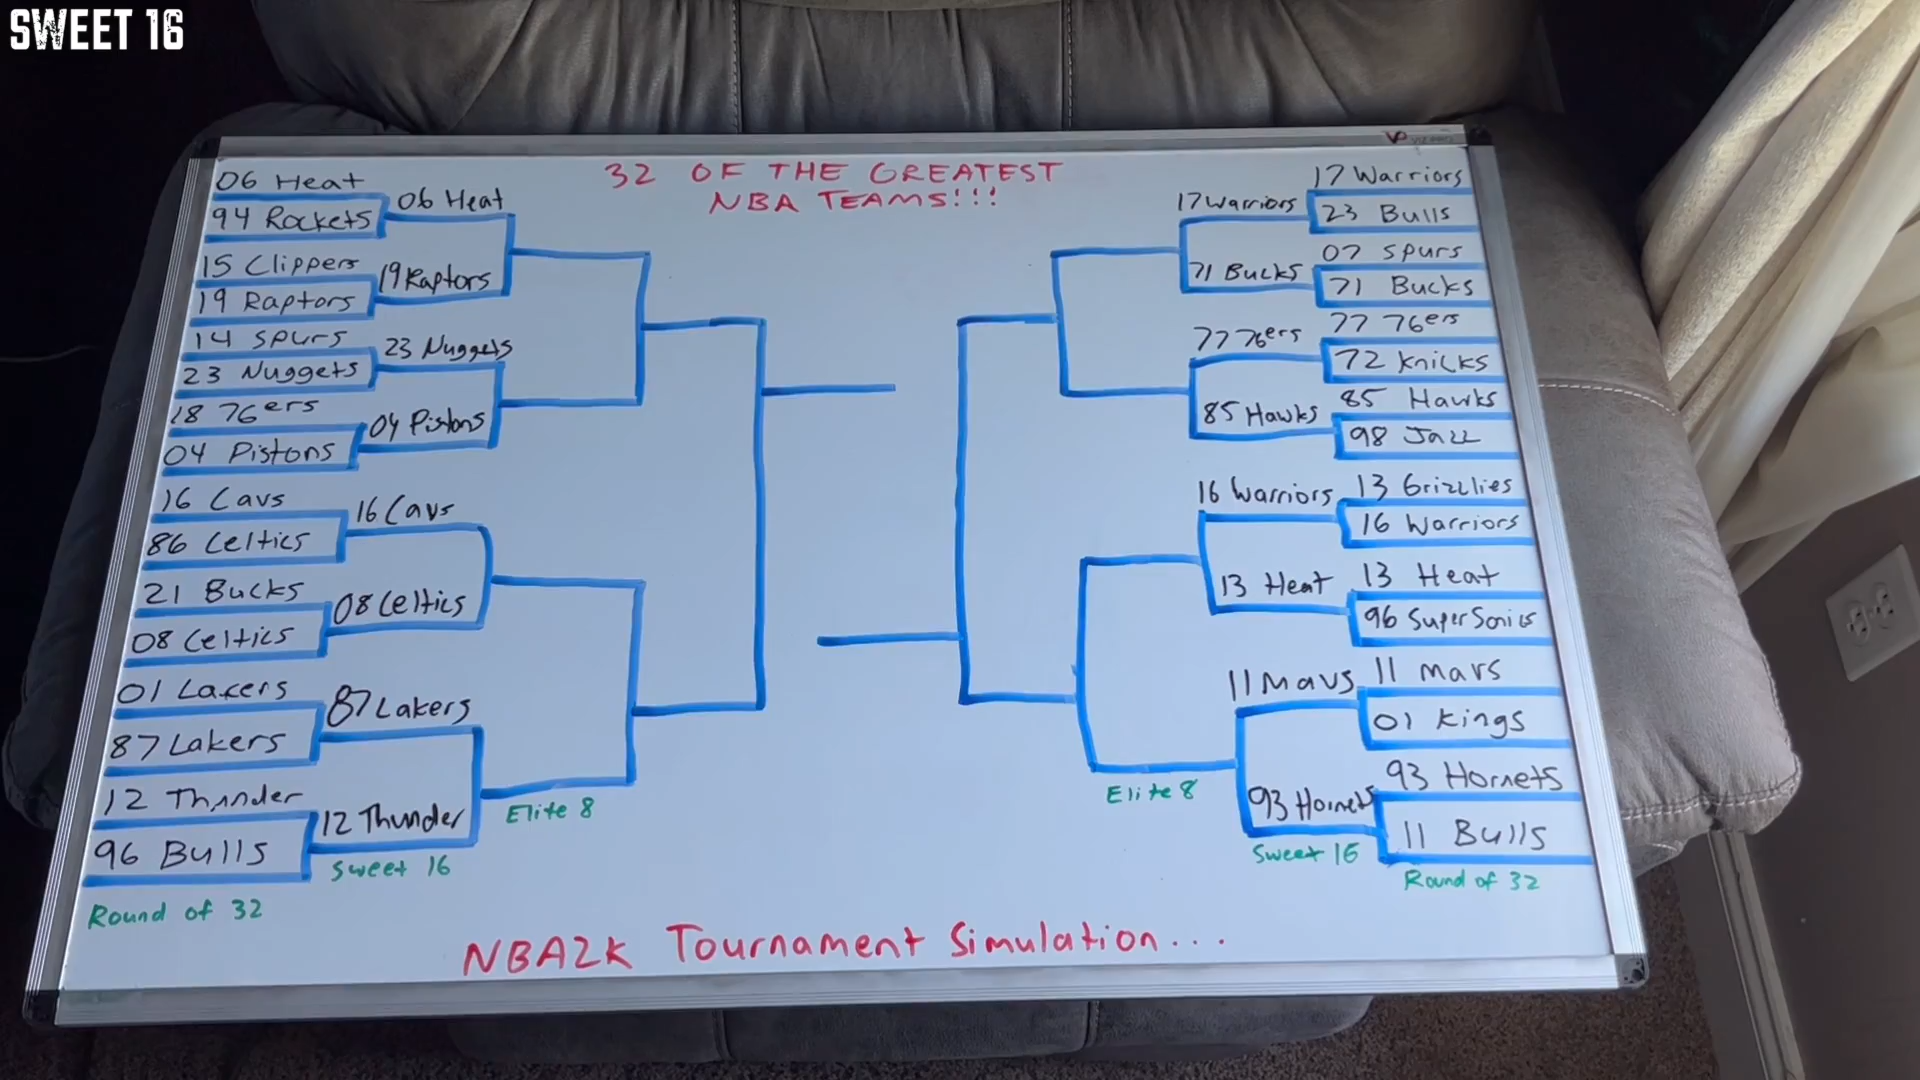 SWEET 16
32 OF THE GREATEST
NBA TEAMS!!!
06 Heat
94 Rockets
15 Clippers
19 Raptors
14 Spurs
23 Nuggets
18 76ers
04 Pistons
16 Cavs
86 Celtics
21 Bucks
08 Celtics
01 Lakers
87 Lakers
12 Thunder
96 Bulls
Round of 32
06 Heat
19 Raptors
23 Nuggets
04 Pistons
16 Cavs
08 Celtics
87 Lakers
12 Thunder
Sweet 16
Elite 8
Elite 8
17 Warriors
71 Bucks
77 76ers
85 Hawks
16 Warriors
13 Heat
11 Mavs
93 Hornets
Sweet 16
17 Warriors
23 Bulls
07 Spurs
71 Bucks
77 76ers
72 Knicks
85 Hawks
98 Jazz
13 Grizzlies
16 Warriors
13 Heat
96 SuperSonics
11 Mavs
01 Kings
93 Hornets
11 Bulls
Round of 32
NBA2K Tournament Simulation...